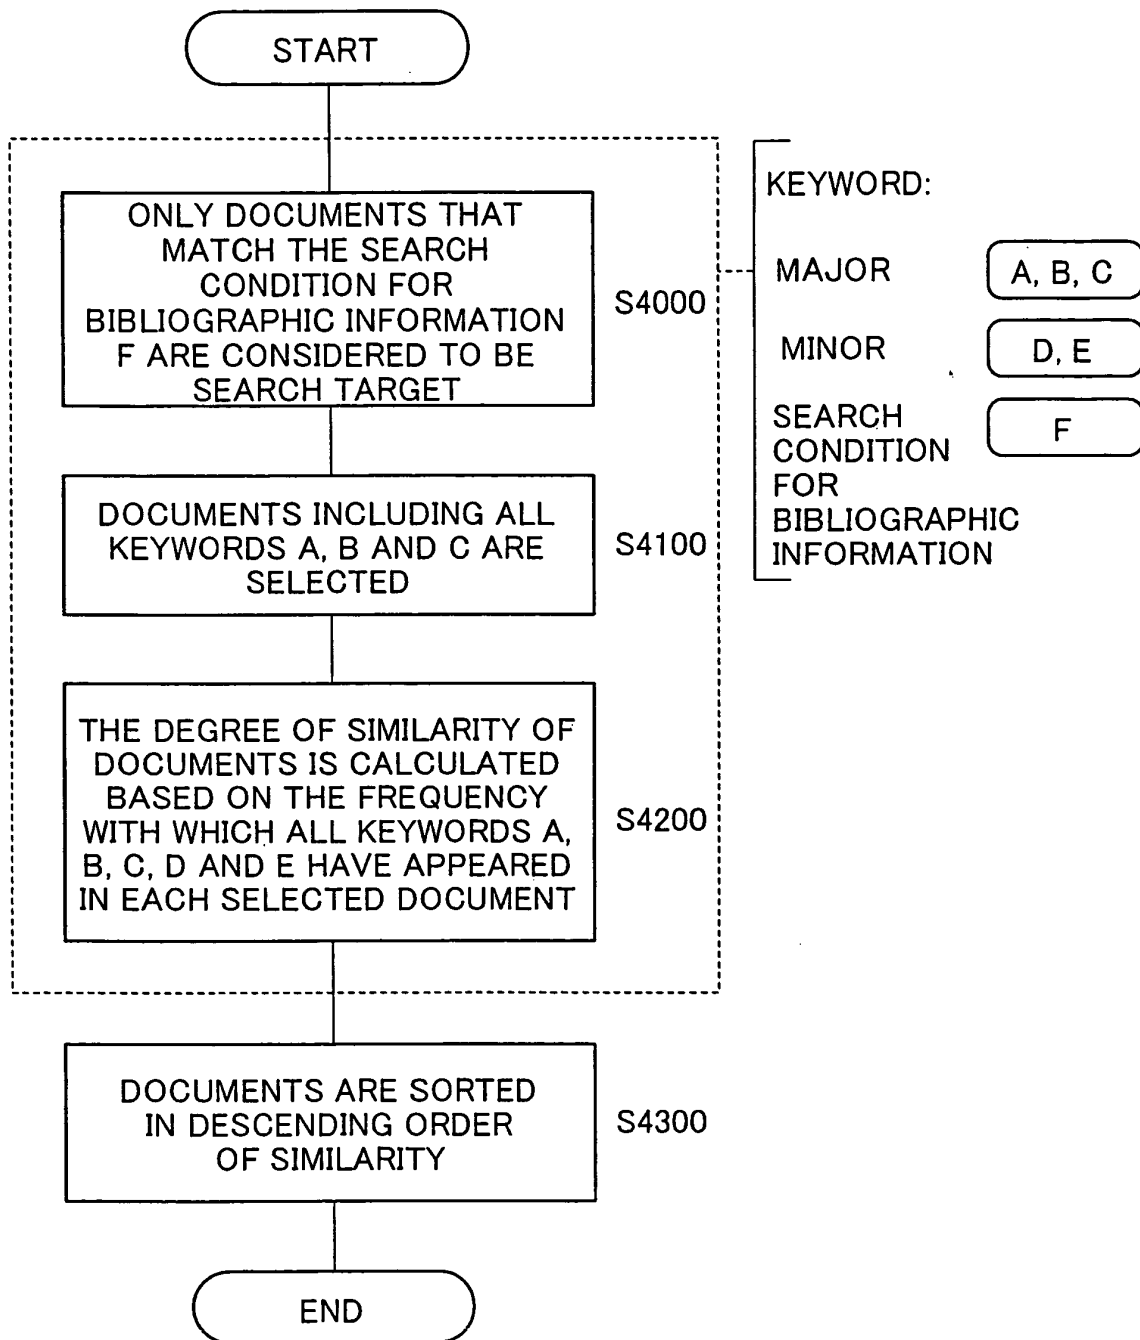 START
ONLY DOCUMENTS THAT
MATCH THE SEARCH
CONDITION FOR
BIBLIOGRAPHIC INFORMATION
F ARE CONSIDERED TO BE
SEARCH TARGET
S4000
DOCUMENTS INCLUDING ALL
KEYWORDS A, B AND C ARE
SELECTED
S4100
THE DEGREE OF SIMILARITY OF
DOCUMENTS IS CALCULATED
BASED ON THE FREQUENCY
WITH WHICH ALL KEYWORDS A,
B, C, D AND E HAVE APPEARED
IN EACH SELECTED DOCUMENT
S4200
DOCUMENTS ARE SORTED
IN DESCENDING ORDER
OF SIMILARITY
S4300
END
KEYWORD:
MAJOR
A, B, C
MINOR
D, E
SEARCH
CONDITION
FOR
BIBLIOGRAPHIC
INFORMATION
F